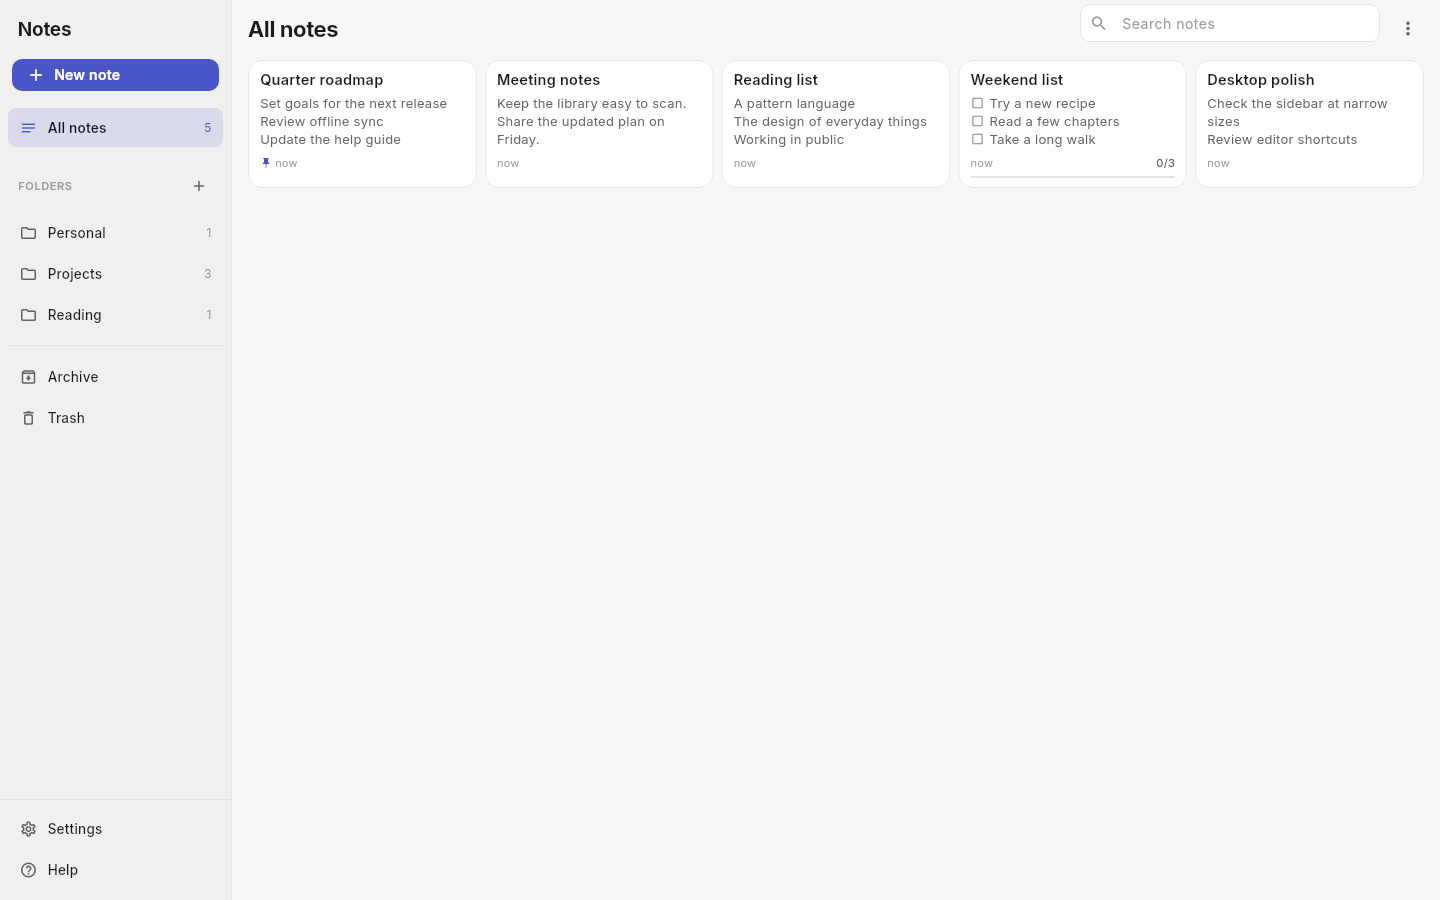 Notes
New note
All notes 5
FOLDERS
Personal 1
Projects 3
Reading 1
Archive
Trash
Settings
Help
All notes
Search notes
Quarter roadmap
Set goals for the next release
Review offline sync
Update the help guide
now
Meeting notes
Keep the library easy to scan.
Share the updated plan on
Friday.
now
Reading list
A pattern language
The design of everyday things
Working in public
now
Weekend list
Try a new recipe
Read a few chapters
Take a long walk
now 0/3
Desktop polish
Check the sidebar at narrow
sizes
Review editor shortcuts
now